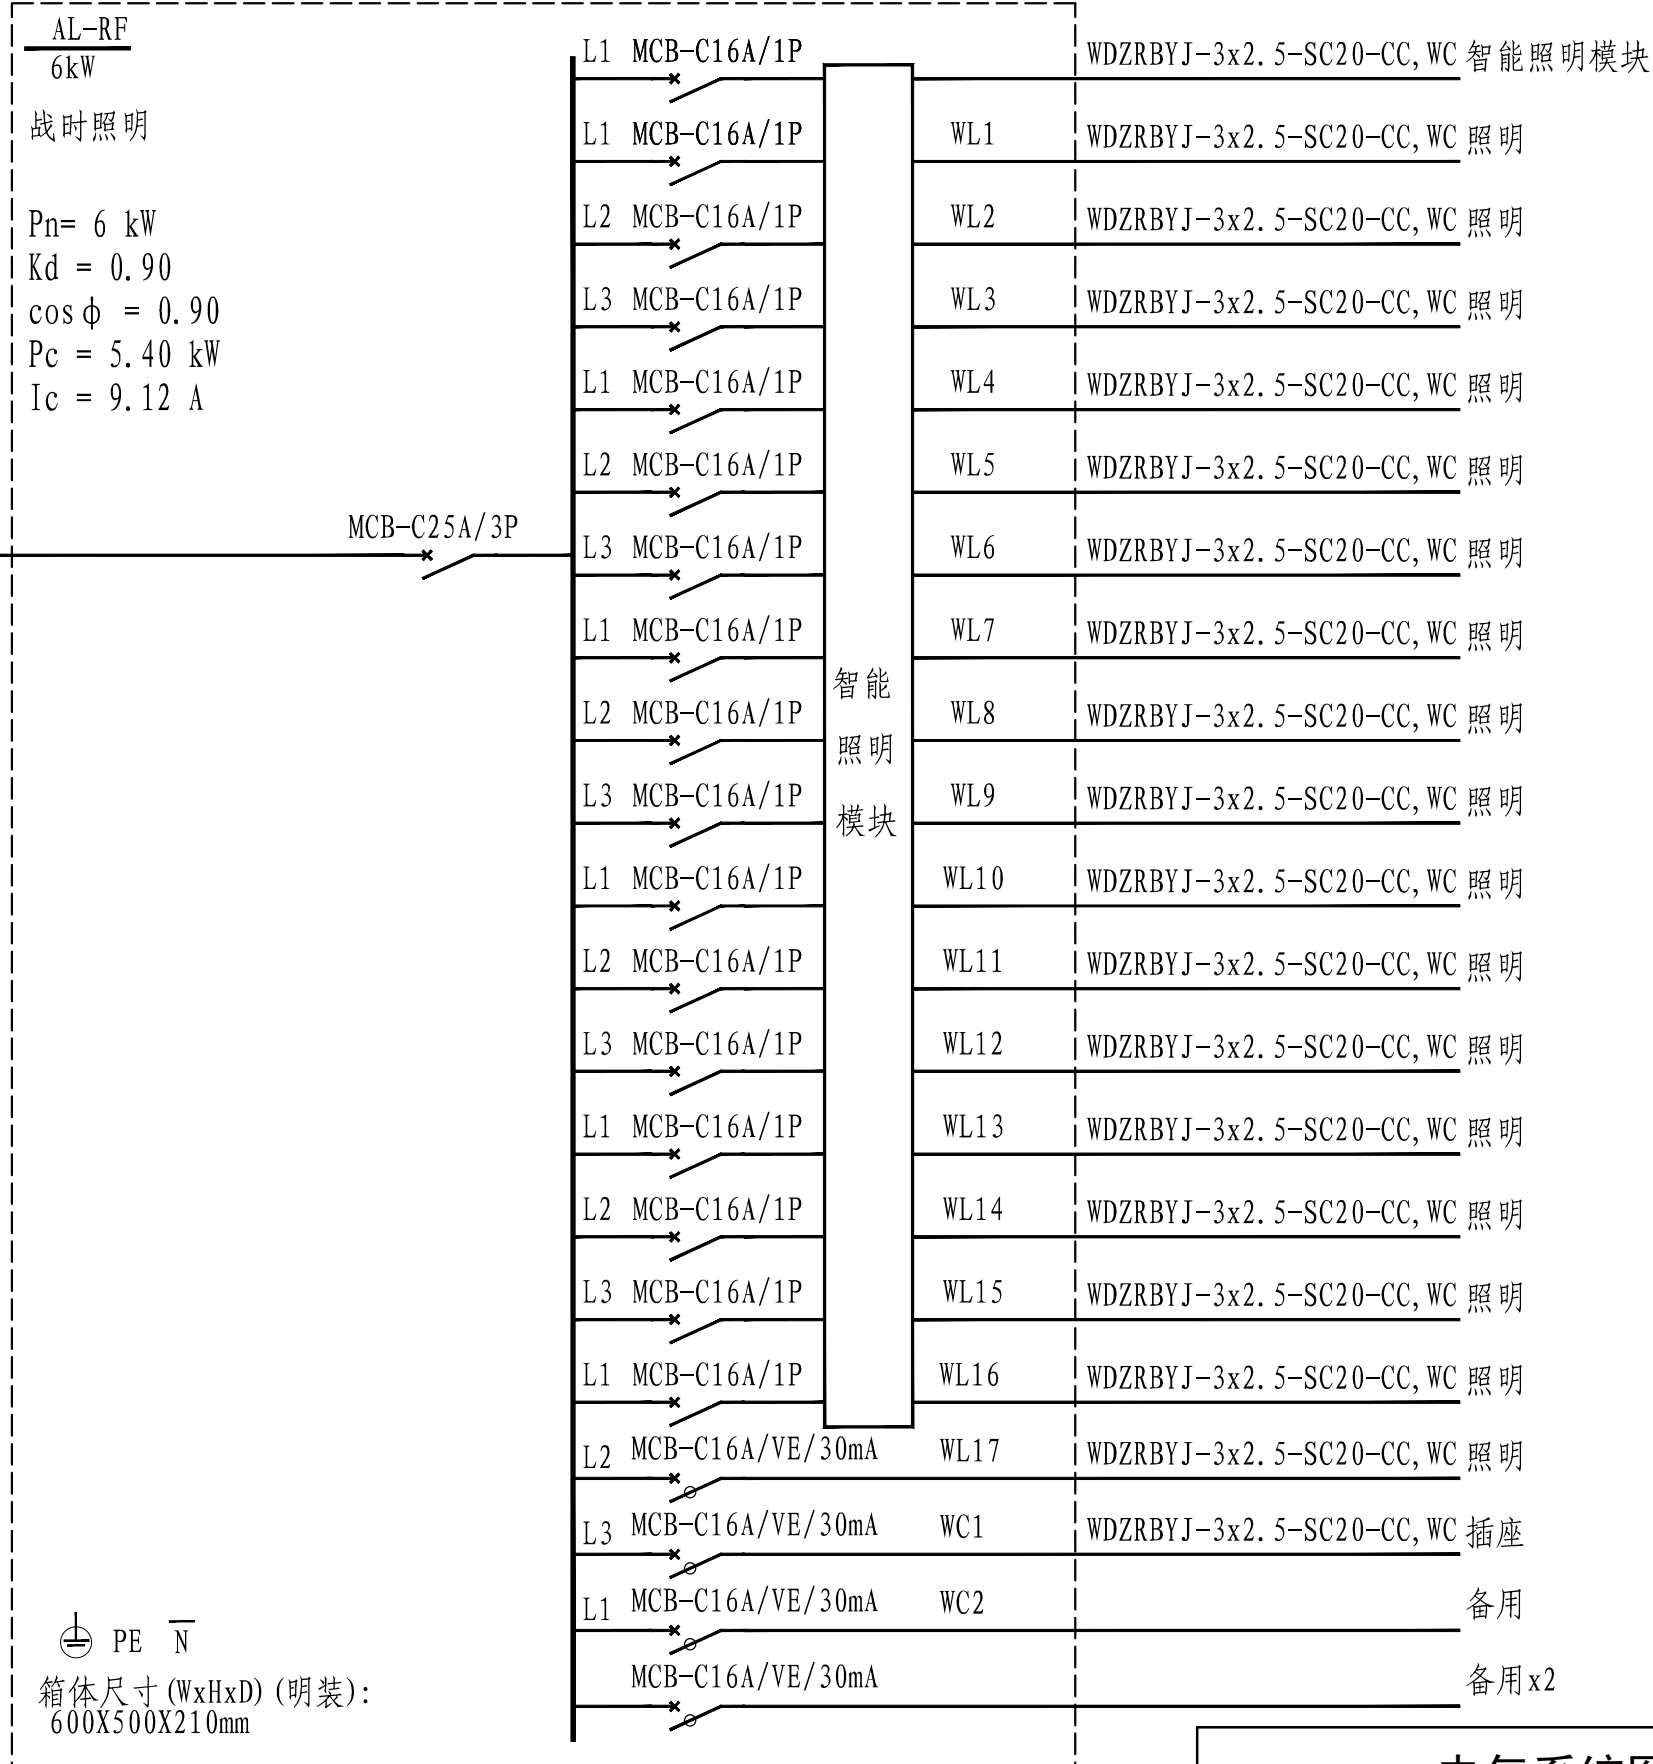 AL-RF
6kW
战时照明
Pn= 6 kW
Kd = 0.90
cosϕ = 0.90
Pc = 5.40 kW
Ic = 9.12 A
MCB-C25A/3P
L1 MCB-C16A/1P WDZRBYJ-3x2.5-SC20-CC,WC 智能照明模块
L1 MCB-C16A/1P WL1 WDZRBYJ-3x2.5-SC20-CC,WC 照明
L2 MCB-C16A/1P WL2 WDZRBYJ-3x2.5-SC20-CC,WC 照明
L3 MCB-C16A/1P WL3 WDZRBYJ-3x2.5-SC20-CC,WC 照明
L1 MCB-C16A/1P WL4 WDZRBYJ-3x2.5-SC20-CC,WC 照明
L2 MCB-C16A/1P WL5 WDZRBYJ-3x2.5-SC20-CC,WC 照明
L3 MCB-C16A/1P WL6 WDZRBYJ-3x2.5-SC20-CC,WC 照明
L1 MCB-C16A/1P WL7 WDZRBYJ-3x2.5-SC20-CC,WC 照明
L2 MCB-C16A/1P WL8 WDZRBYJ-3x2.5-SC20-CC,WC 照明
L3 MCB-C16A/1P WL9 WDZRBYJ-3x2.5-SC20-CC,WC 照明
L1 MCB-C16A/1P WL10 WDZRBYJ-3x2.5-SC20-CC,WC 照明
L2 MCB-C16A/1P WL11 WDZRBYJ-3x2.5-SC20-CC,WC 照明
L3 MCB-C16A/1P WL12 WDZRBYJ-3x2.5-SC20-CC,WC 照明
L1 MCB-C16A/1P WL13 WDZRBYJ-3x2.5-SC20-CC,WC 照明
L2 MCB-C16A/1P WL14 WDZRBYJ-3x2.5-SC20-CC,WC 照明
L3 MCB-C16A/1P WL15 WDZRBYJ-3x2.5-SC20-CC,WC 照明
L1 MCB-C16A/1P WL16 WDZRBYJ-3x2.5-SC20-CC,WC 照明
L2 MCB-C16A/VE/30mA WL17 WDZRBYJ-3x2.5-SC20-CC,WC 照明
L3 MCB-C16A/VE/30mA WC1 WDZRBYJ-3x2.5-SC20-CC,WC 插座
L1 MCB-C16A/VE/30mA WC2 备用
MCB-C16A/VE/30mA 备用x2
智能
照明
模块
PE N
箱体尺寸(WxHxD)(明装):
600X500X210mm